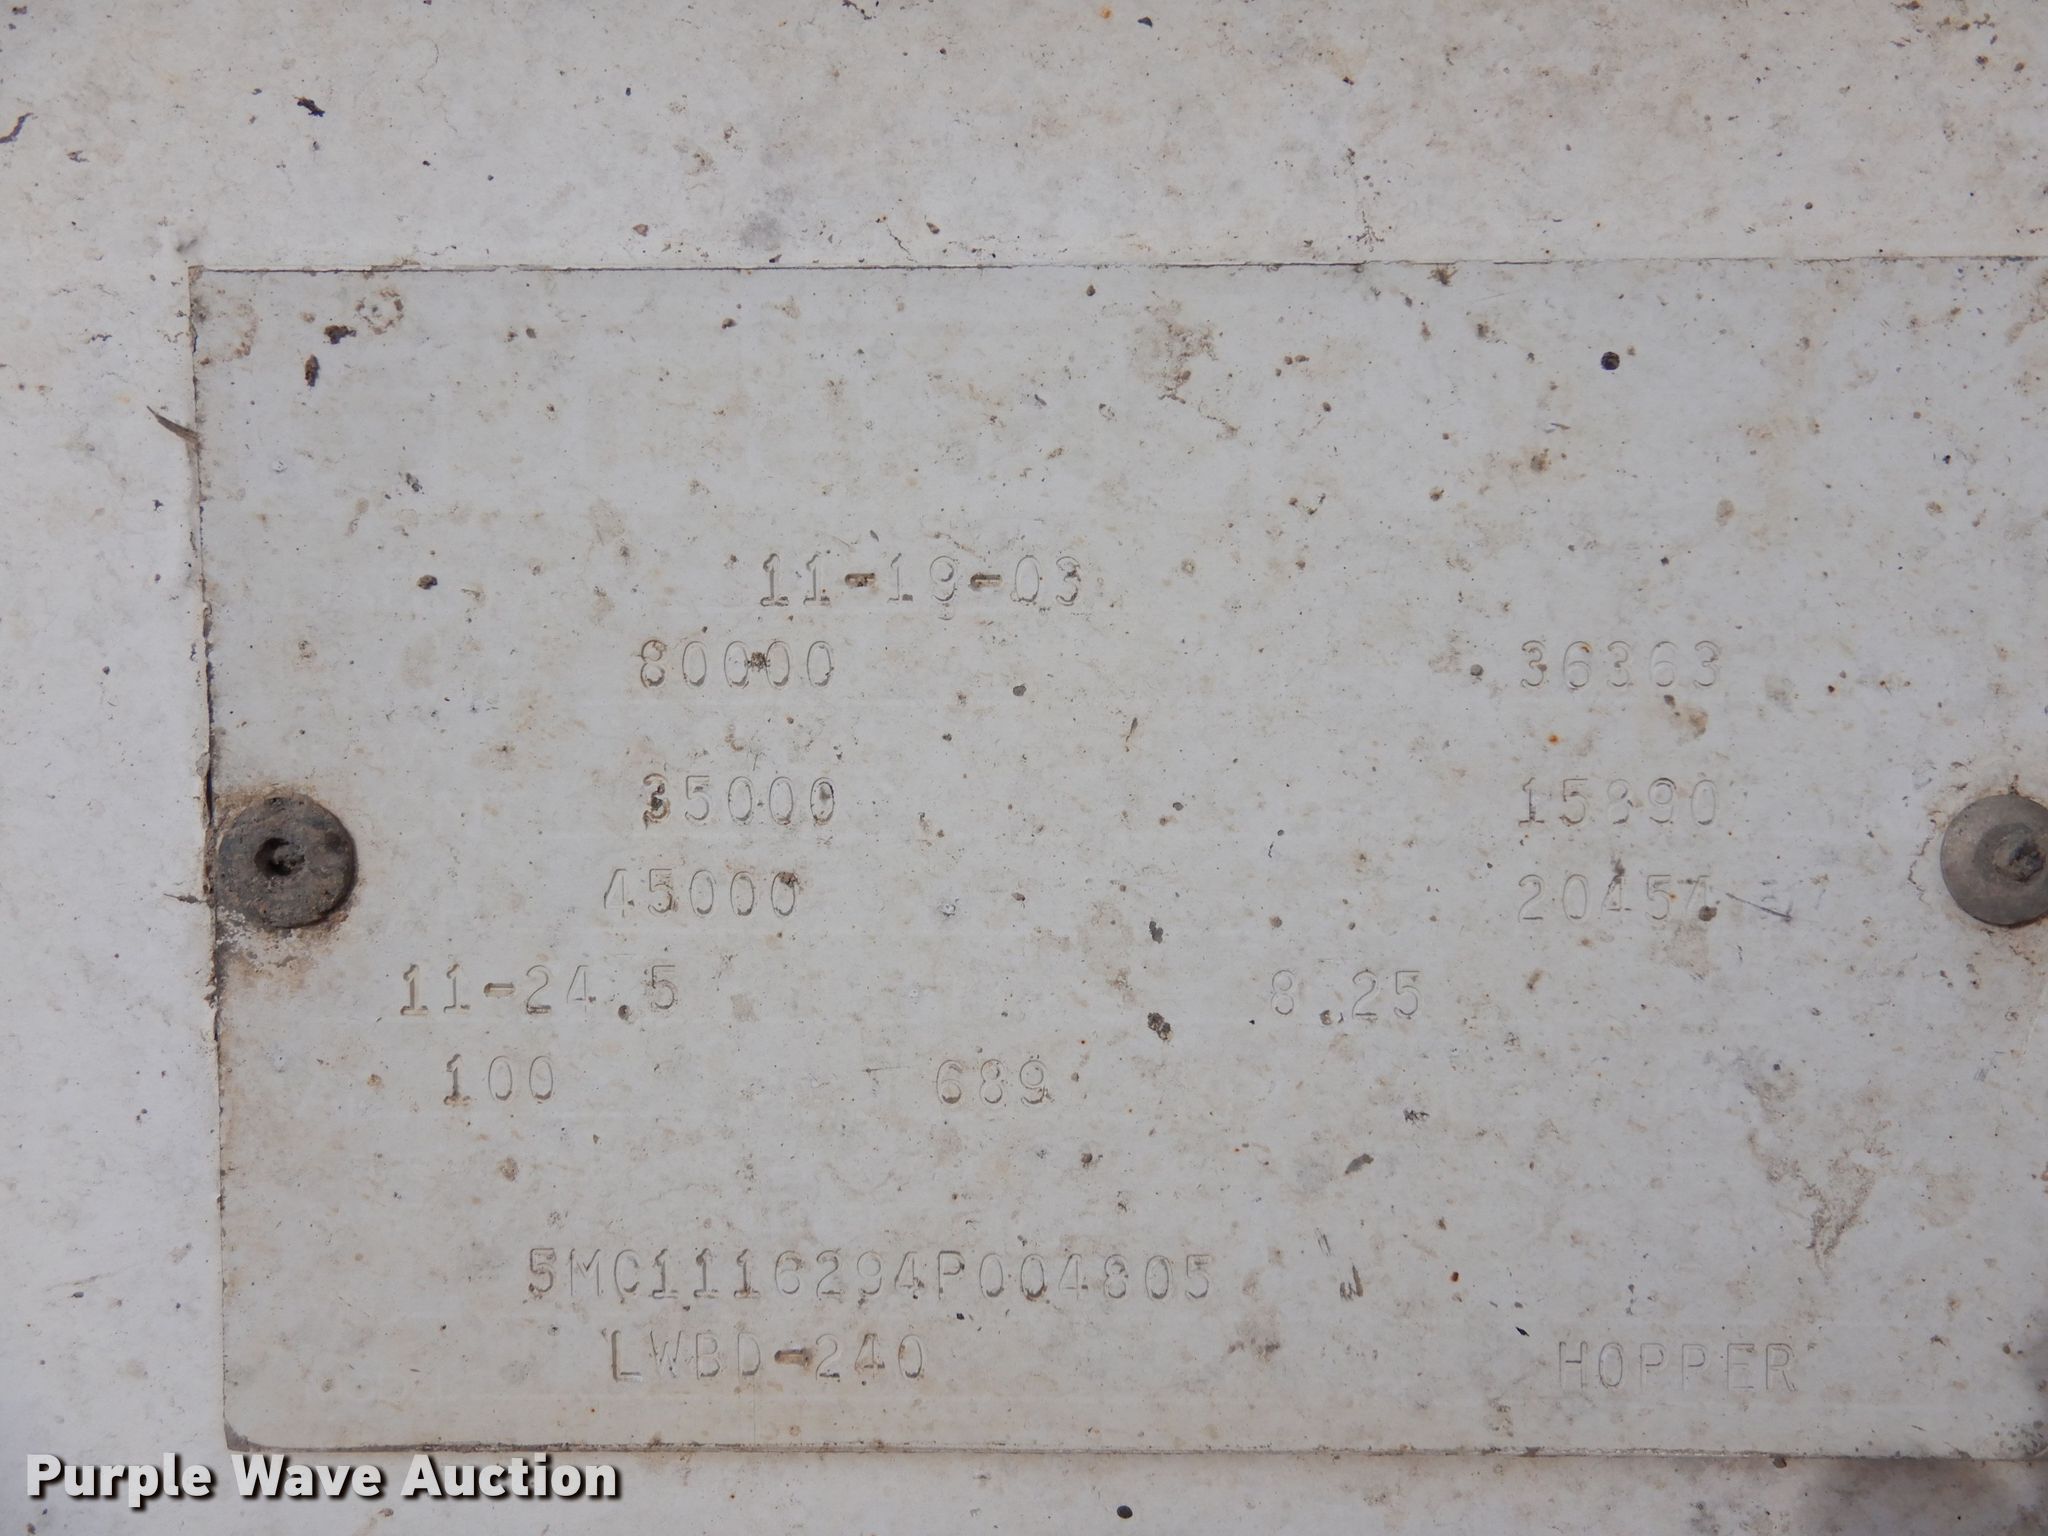 11-19-03
80000 36363
35000 15890
45000 20454
11-24.5 8.25
100 689
5MC1116294P004805
LWBD-240 HOPPER
Purple Wave Auction